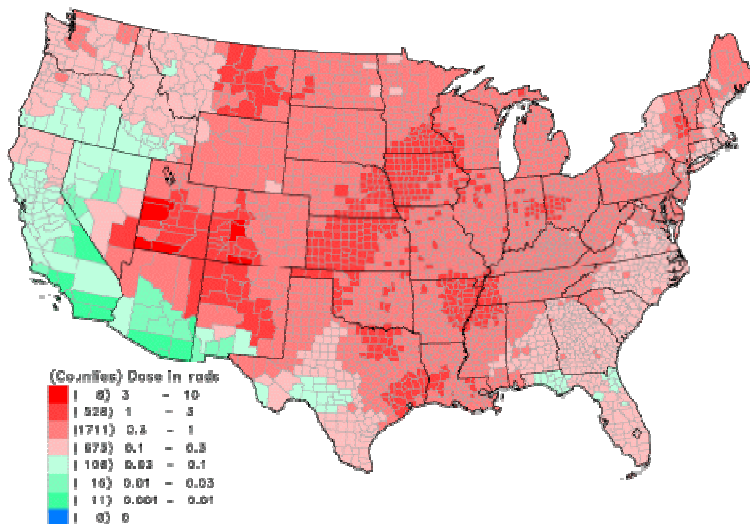 (Counties) Dose in rads
( 8) 3 - 10
( 528) 1 - 3
(1711) 0.3 - 1
( 673) 0.1 - 0.3
( 108) 0.03 - 0.1
( 16) 0.01 - 0.03
( 11) 0.001 - 0.01
( 0) 0